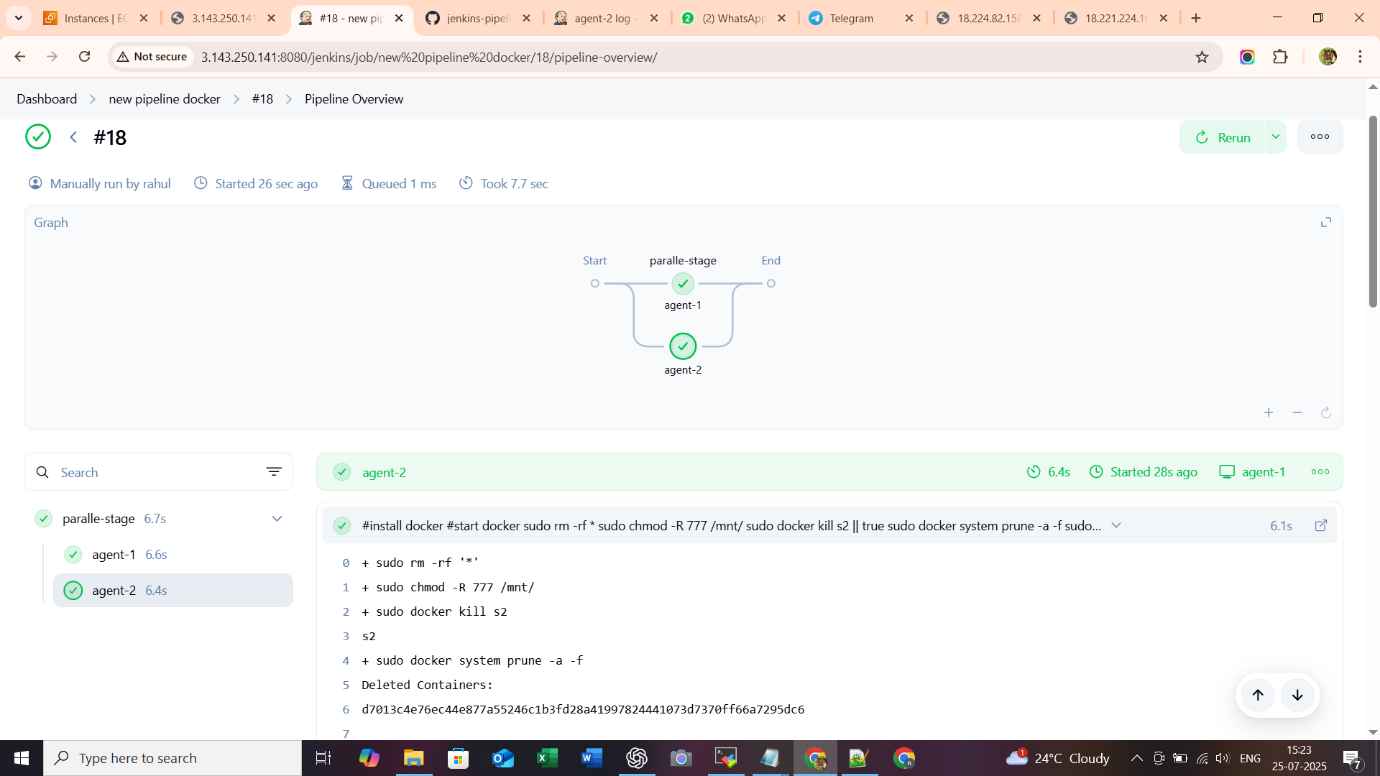 Instances | EC
3.143.250.141
#18 - new pip
jenkins-pipel
agent-2 log -
(2) WhatsApp
Telegram
18.224.82.158
18.221.224.1
Not secure
3.143.250.141:8080/jenkins/job/new%20pipeline%20docker/18/pipeline-overview/
Dashboard > new pipeline docker > #18 > Pipeline Overview
#18
Rerun
Manually run by rahul
Started 26 sec ago
Queued 1 ms
Took 7.7 sec
Graph
Start
paralle-stage
End
agent-1
agent-2
Search
agent-2
6.4s
Started 28s ago
agent-1
paralle-stage 6.7s
agent-1 6.6s
agent-2 6.4s
#install docker #start docker sudo rm -rf * sudo chmod -R 777 /mnt/ sudo docker kill s2 || true sudo docker system prune -a -f sudo...
6.1s
0 + sudo rm -rf '*'
1 + sudo chmod -R 777 /mnt/
2 + sudo docker kill s2
3 s2
4 + sudo docker system prune -a -f
5 Deleted Containers:
6 d7013c4e76ec44e877a55246c1b3fd28a41997824441073d7370ff66a7295dc6
7
Type here to search
1
24°C Cloudy
ENG
15:23
25-07-2025
7